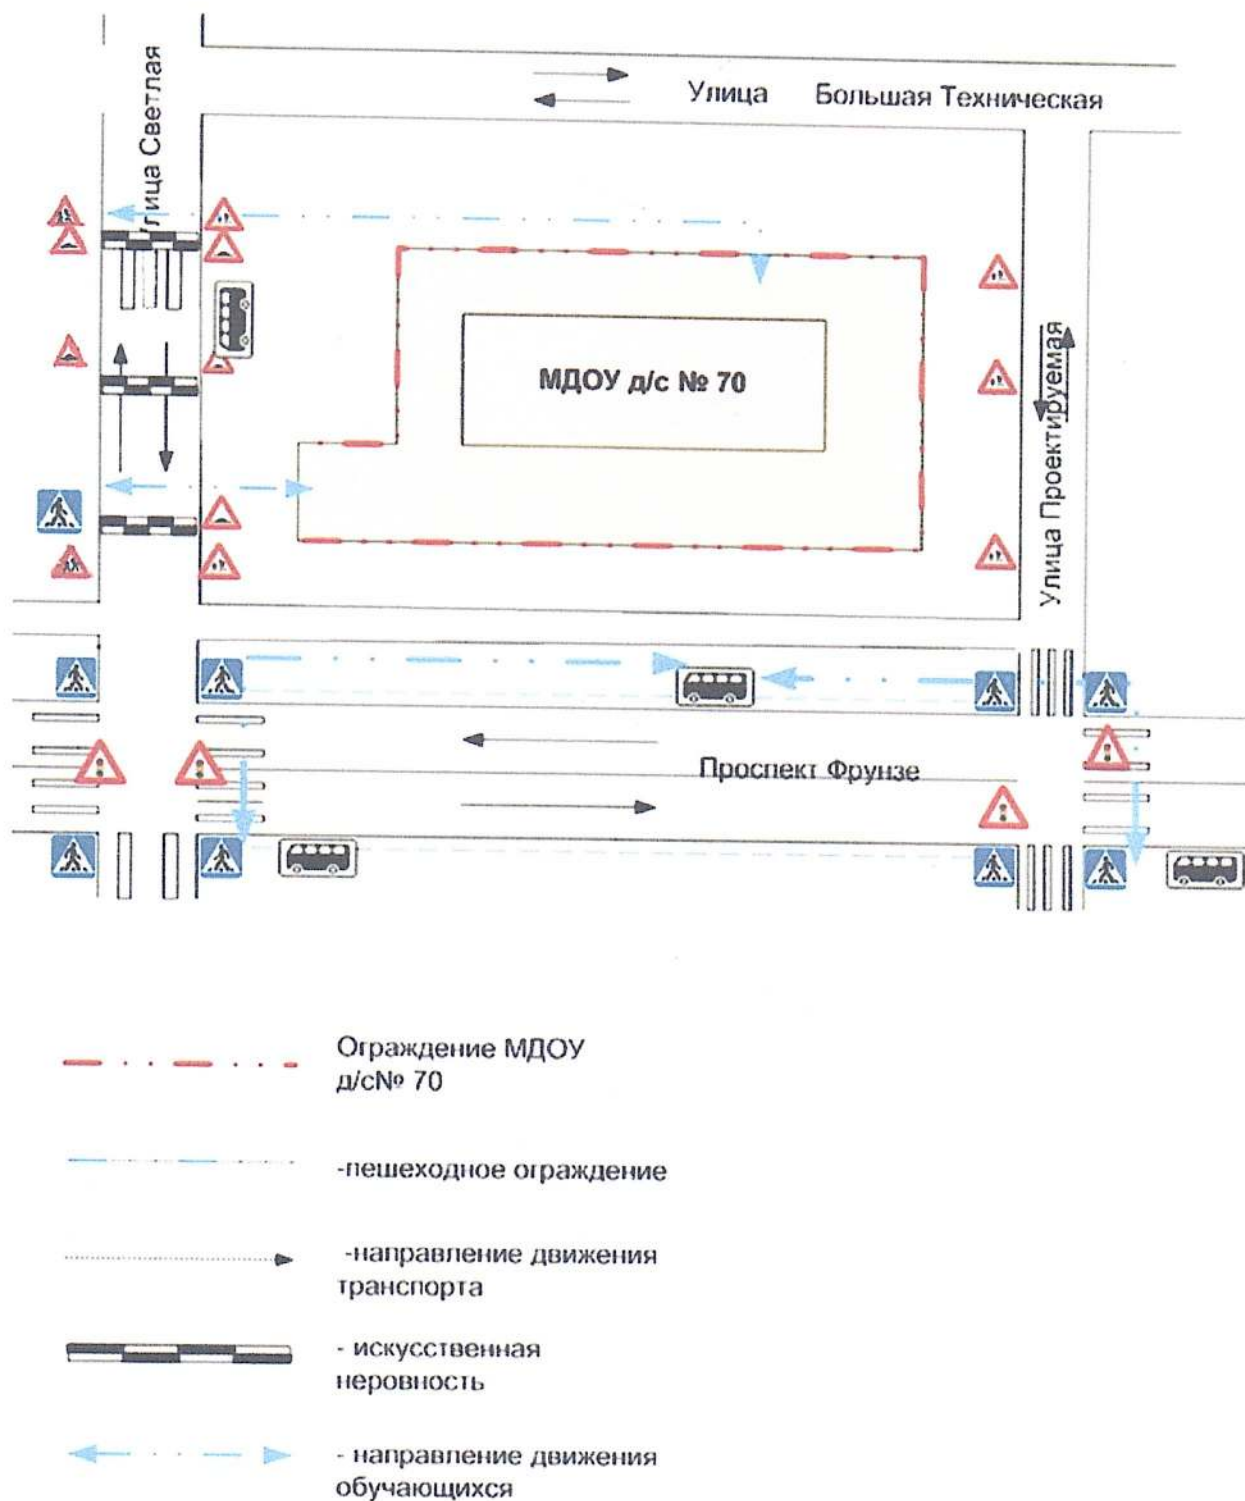 Улица Большая Техническая
Улица Светлая
МДОУ д/с № 70
Улица Проектируемая
Проспект Фрунзе
Ограждение МДОУ
д/с№ 70
-пешеходное ограждение
-направление движения
транспорта
- искусственная
неровность
- направление движения
обучающихся